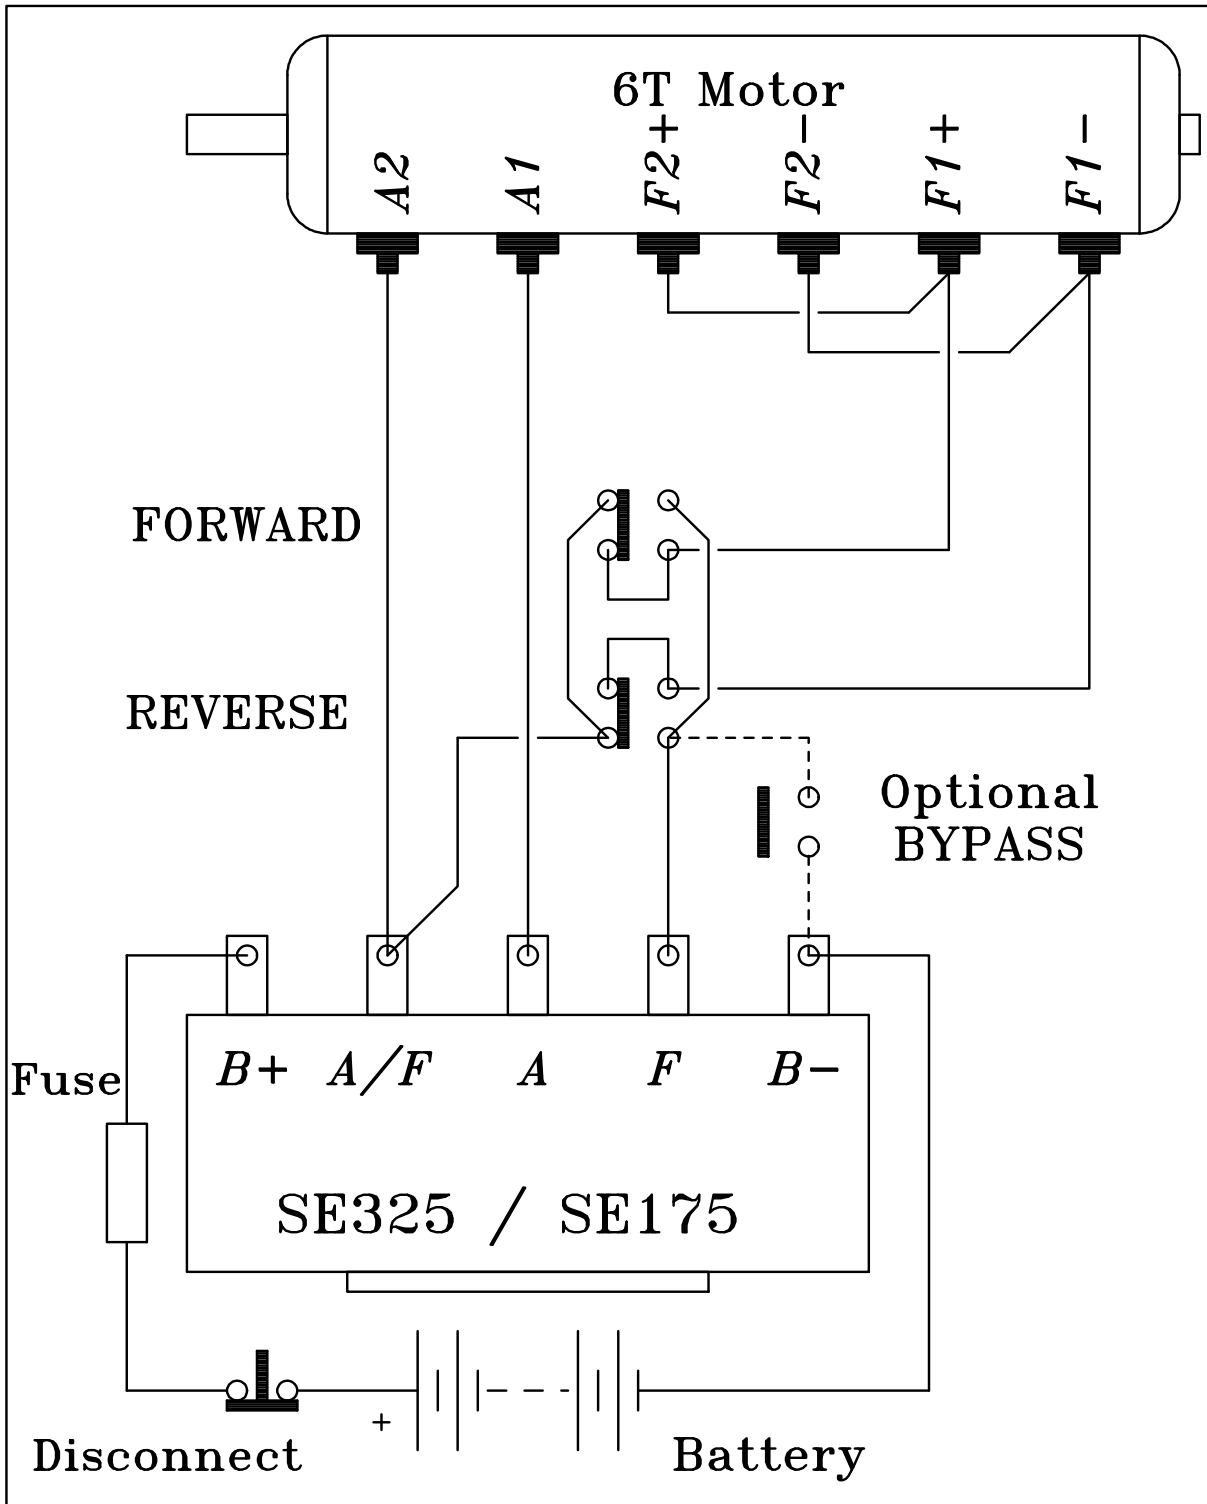 6T Motor
A2
A1
F2+
F2-
F1+
F1-
FORWARD
REVERSE
Optional
BYPASS
B+
A/F
A
F
B-
Fuse
SE325 / SE175
+
Disconnect
Battery